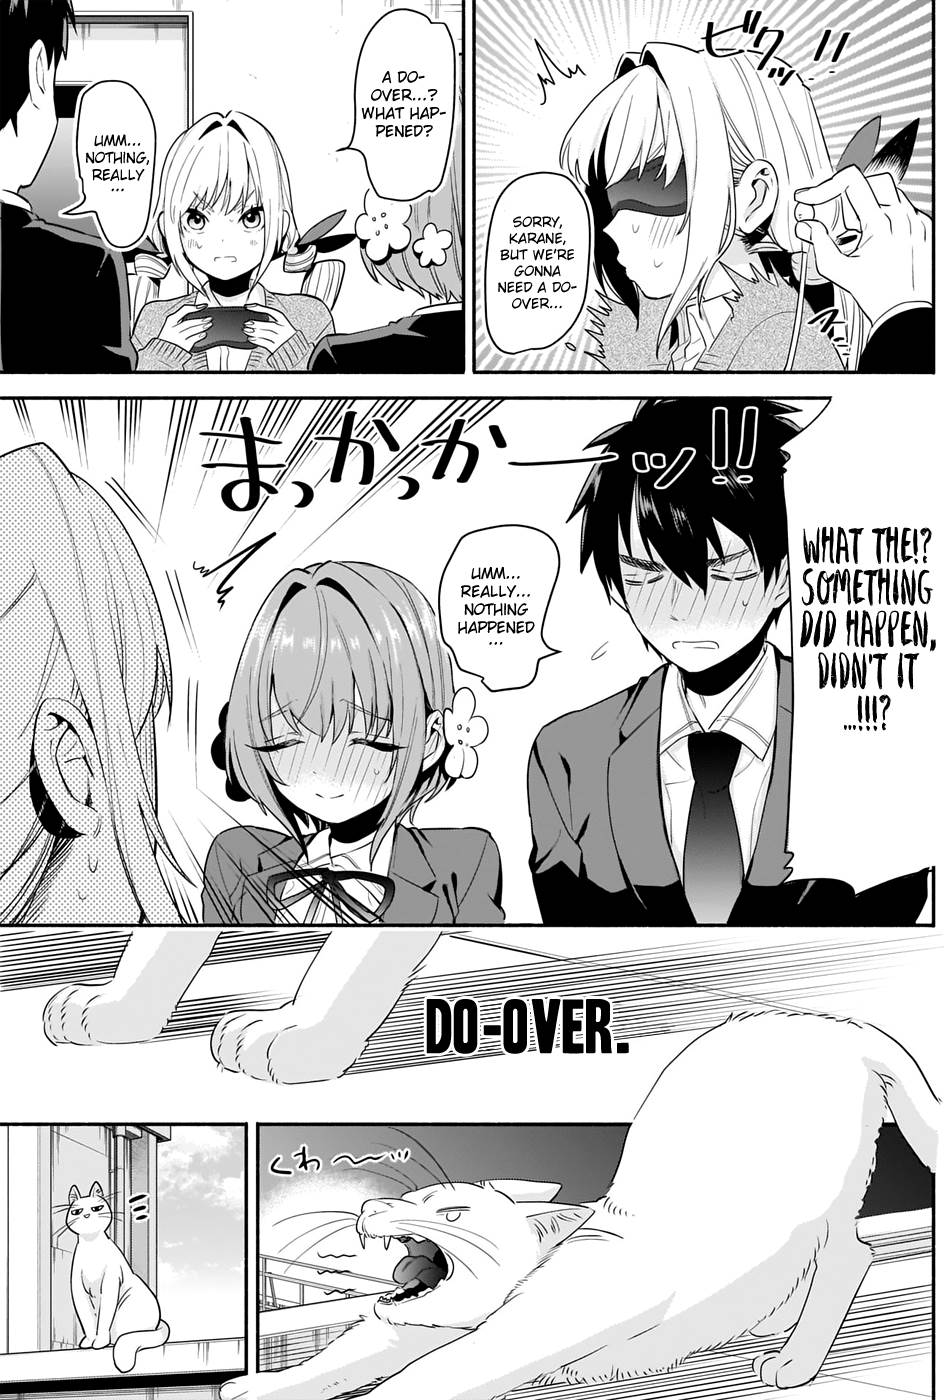 ビクッ!!
SORRY,
KARANE,
BUT WE'RE
GONNA
NEED A DO-
OVER...
A DO-
OVER...?
WHAT HAP-
PENED?
UMM...
NOTHING,
REALLY
...
WHAT THE!?
SOMETHING
DID HAPPEN,
DIDN'T IT
...!!!?
まっかっかーッ!!
UMM...
REALLY...
NOTHING
HAPPENED
...
DO-OVER.
くわ〜〜ッ